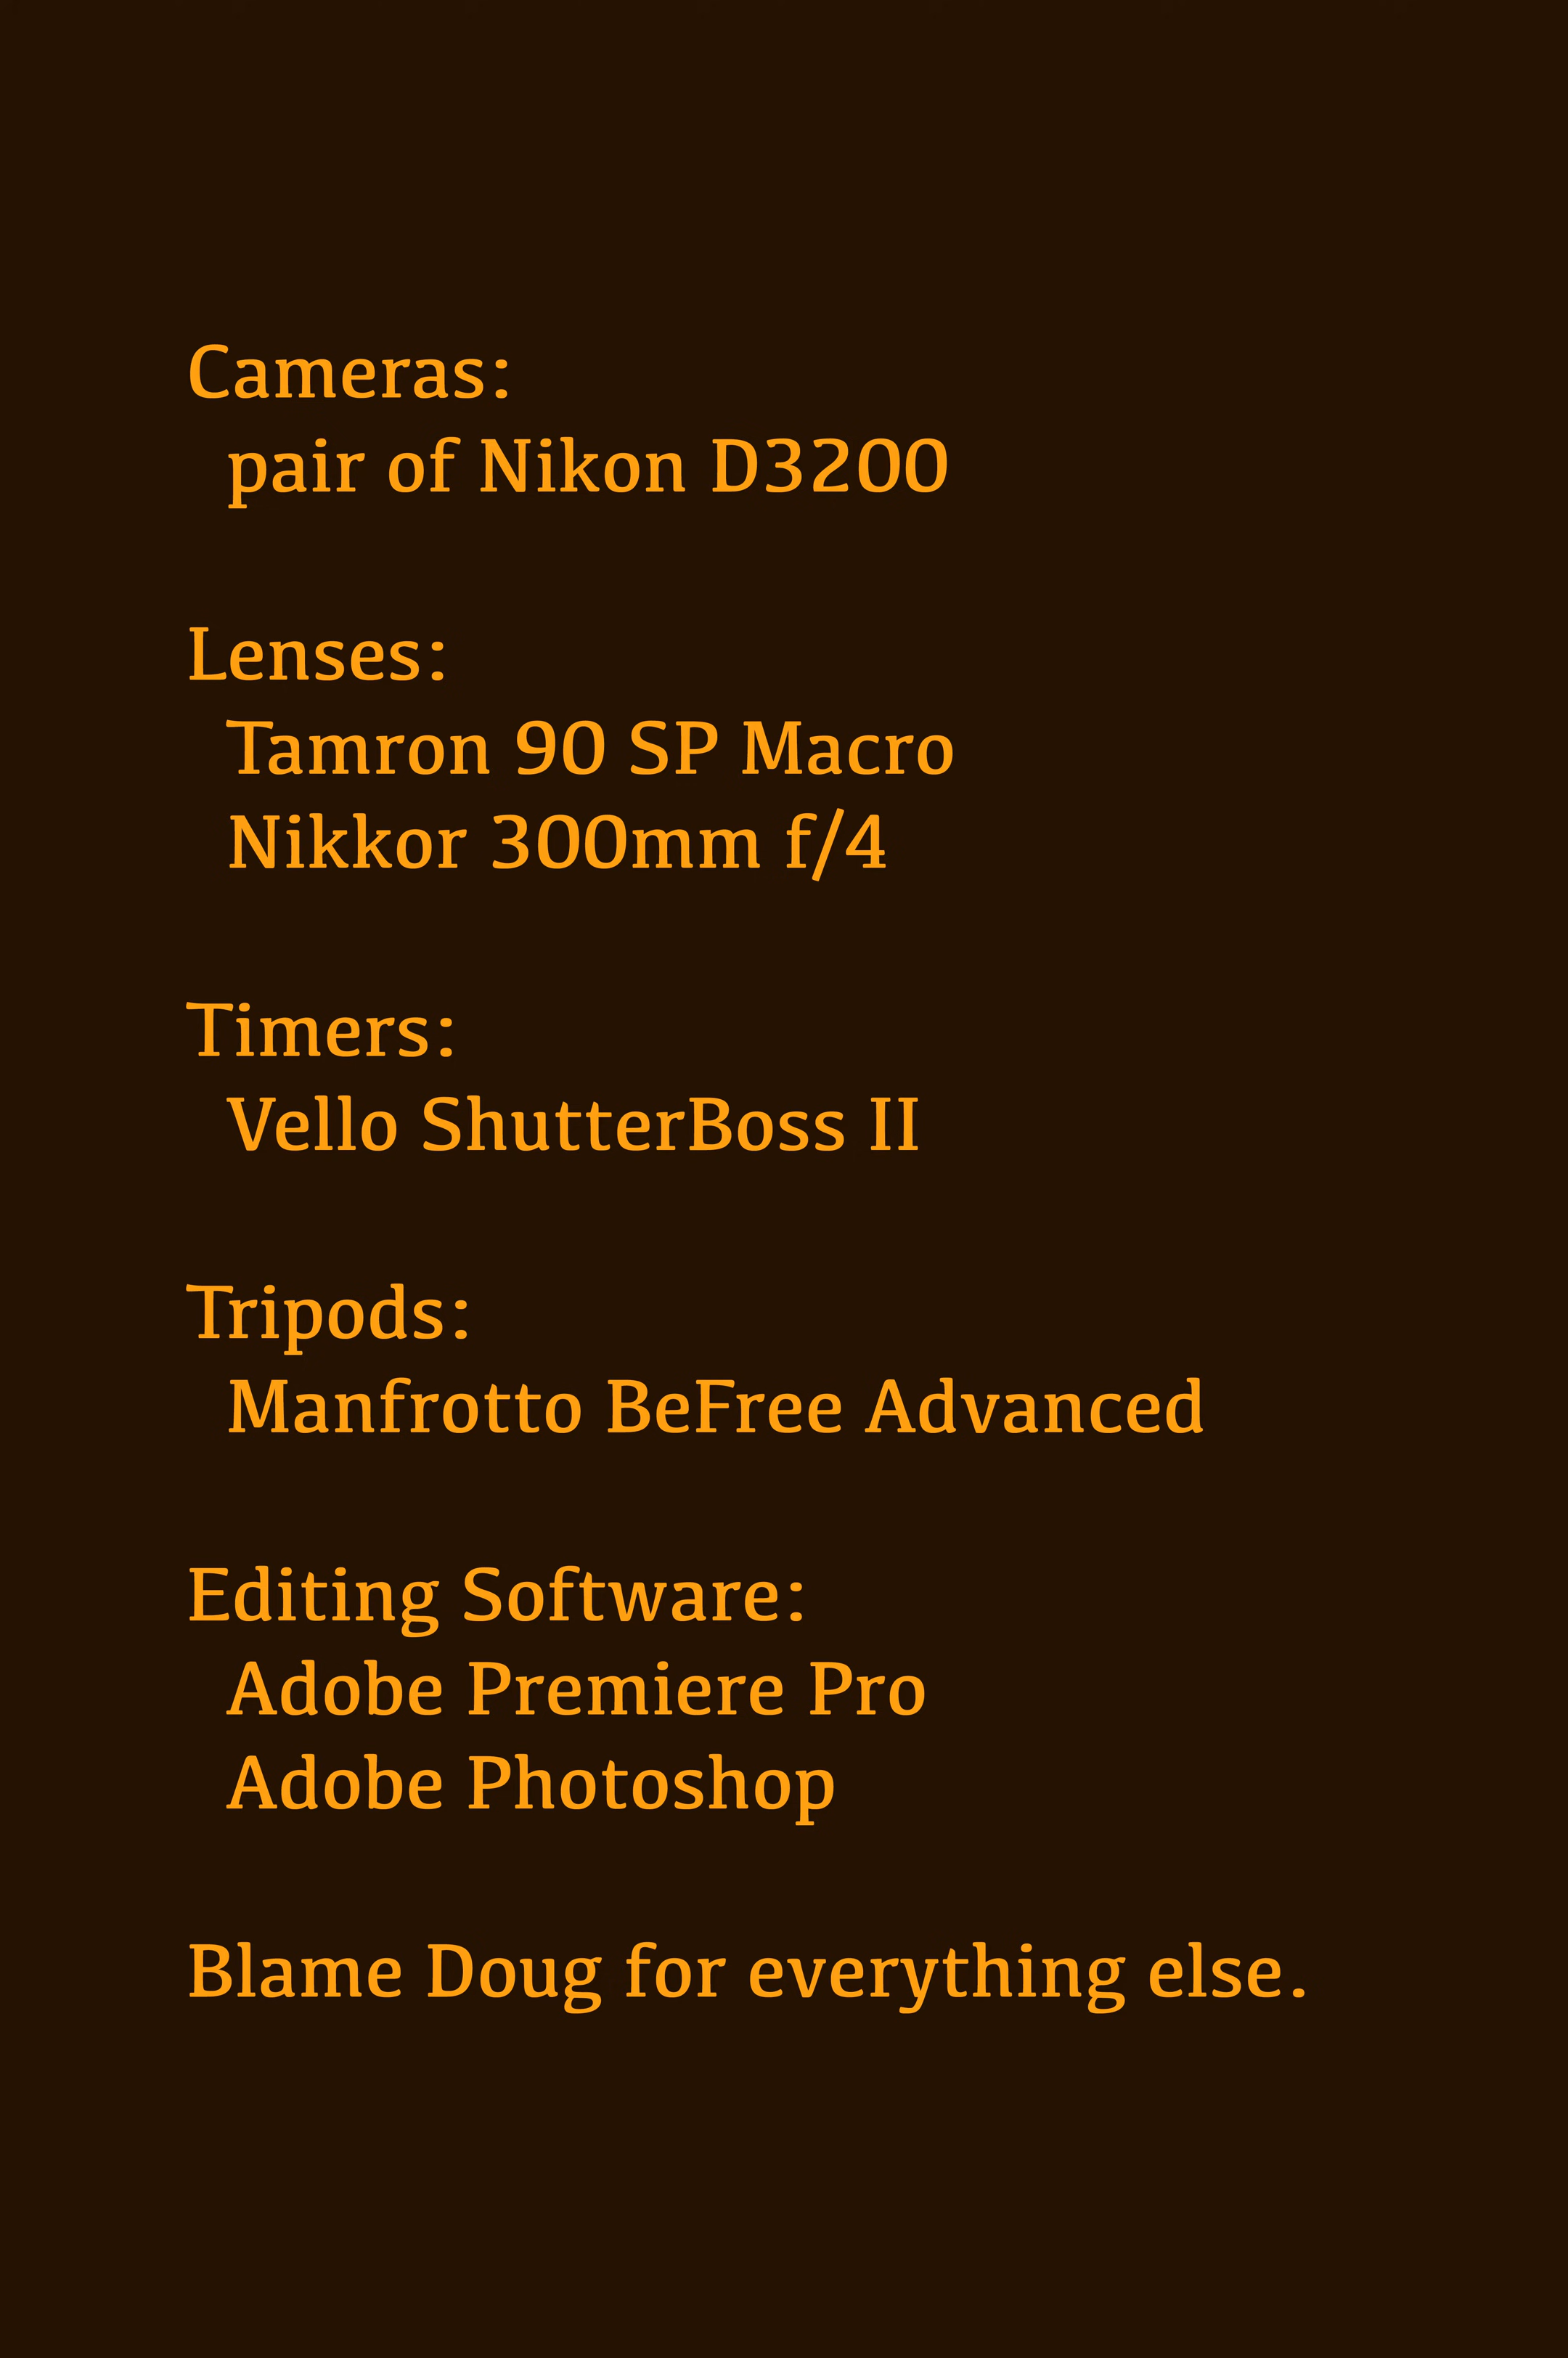 Cameras:
pair of Nikon D3200
Lenses:
Tamron 90 SP Macro
Nikkor 300mm f/4
Timers:
Vello ShutterBoss II
Tripods:
Manfrotto BeFree Advanced
Editing Software:
Adobe Premiere Pro
Adobe Photoshop
Blame Doug for everything else.